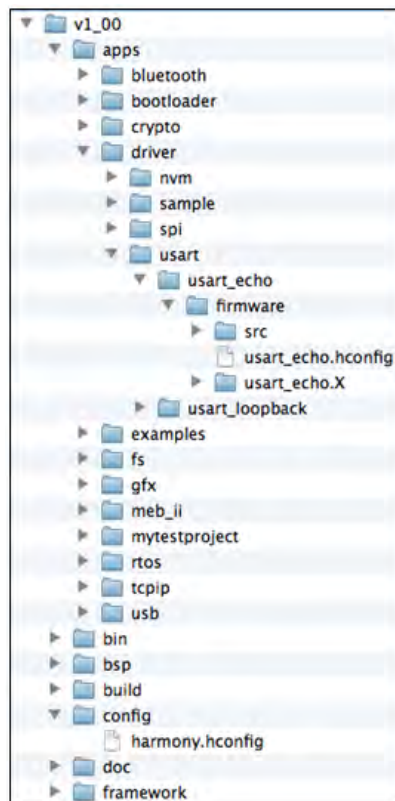 v1_00
apps
bluetooth
bootloader
crypto
driver
nvm
sample
spi
usart
usart_echo
firmware
src
usart_echo.hconfig
usart_echo.X
usart_loopback
examples
fs
gfx
meb_ii
mytestproject
rtos
tcpip
usb
bin
bsp
build
config
harmony.hconfig
doc
framework